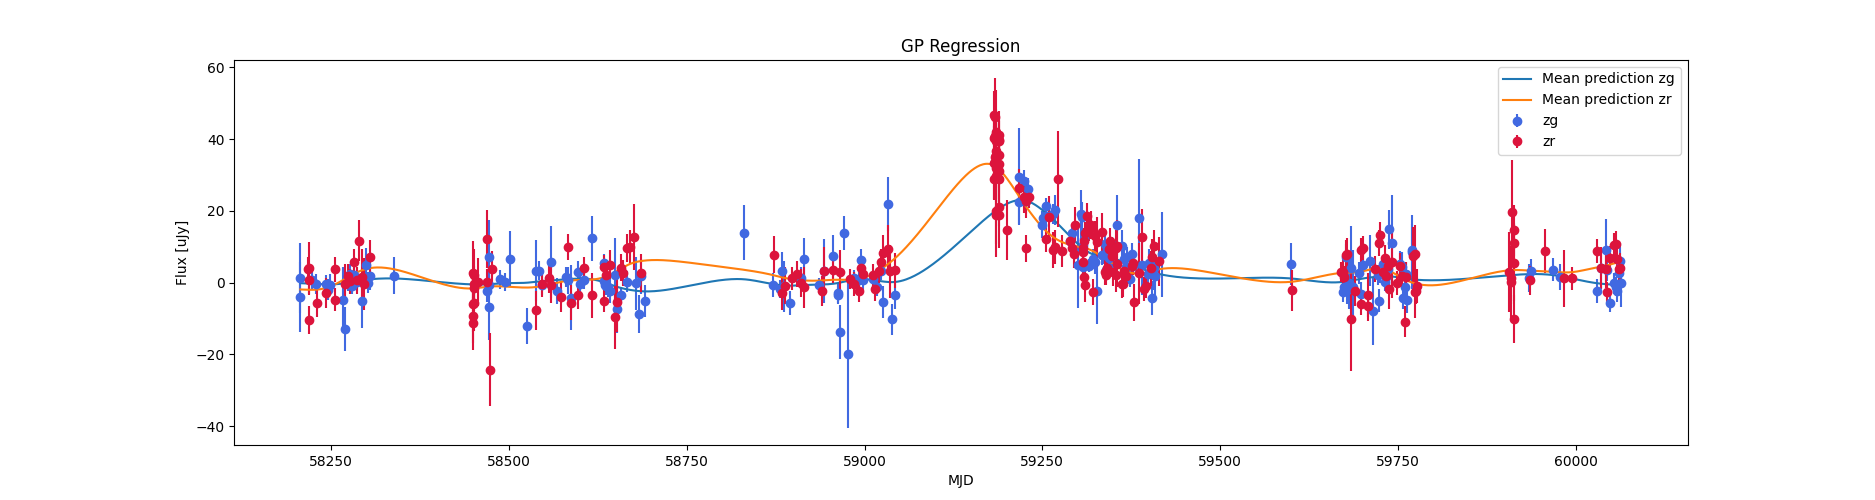 GP Regression
60
40
20
0
−20
−40
Flux [uJy]
58250
58500
58750
59000
59250
59500
59750
60000
MJD
Mean prediction zg
Mean prediction zr
zg
zr